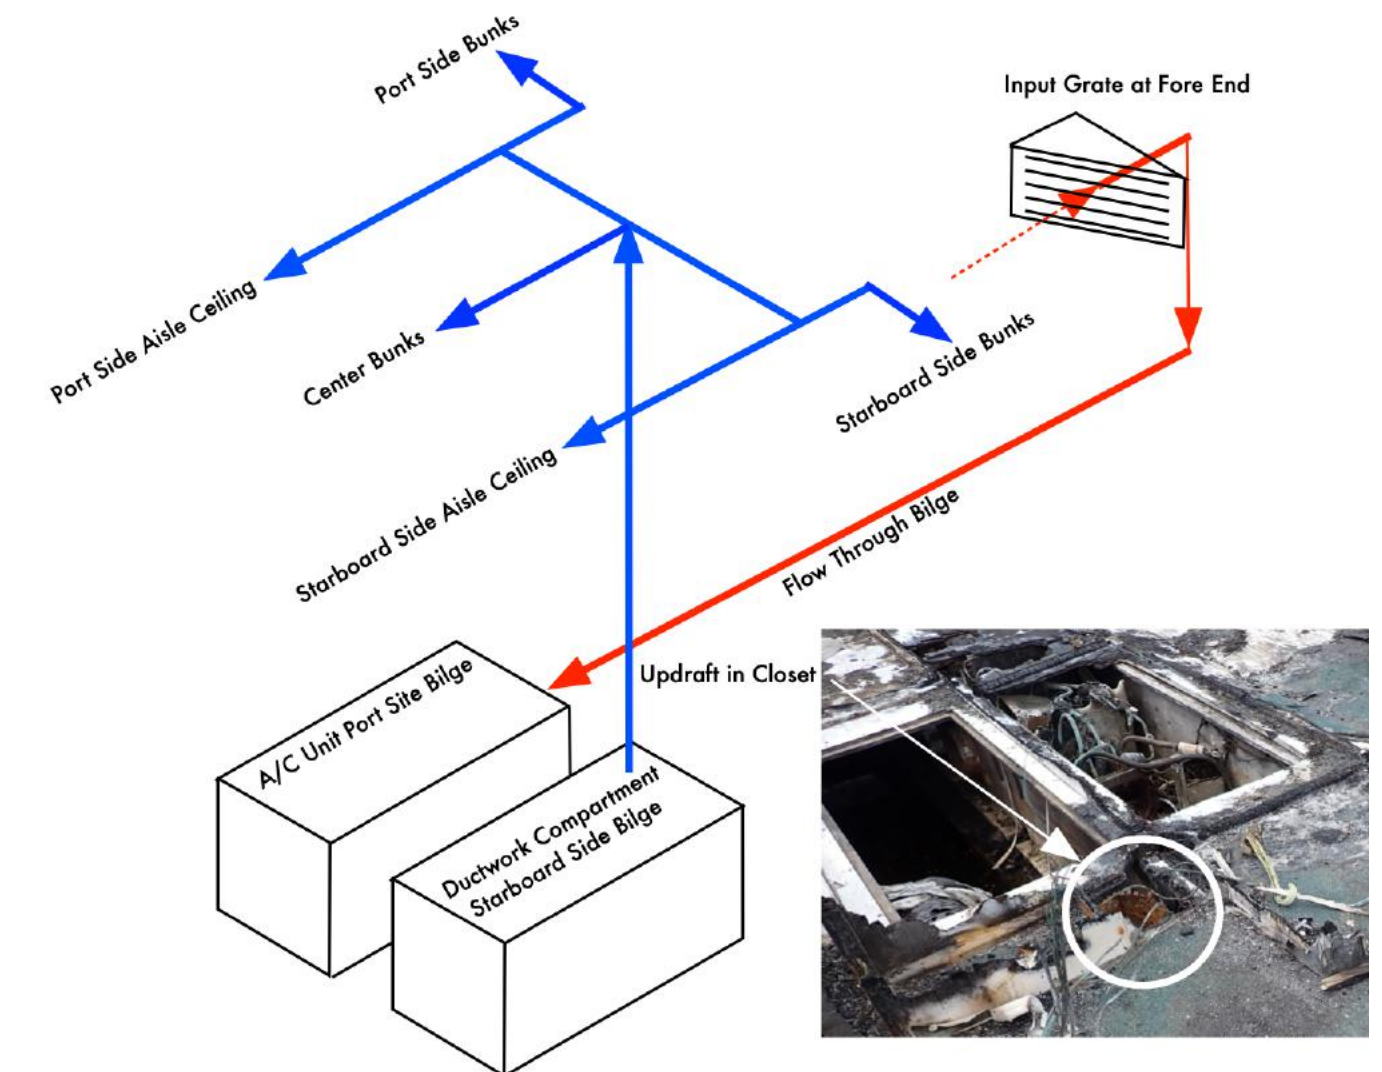 Port Side Bunks
Input Grate at Fore End
Port Side Aisle Ceiling
Center Bunks
Starboard Side Bunks
Starboard Side Aisle Ceiling
Flow Through Bilge
Updraft in Closet
A/C Unit Port Site Bilge
Ductwork Compartment
Starboard Side Bilge